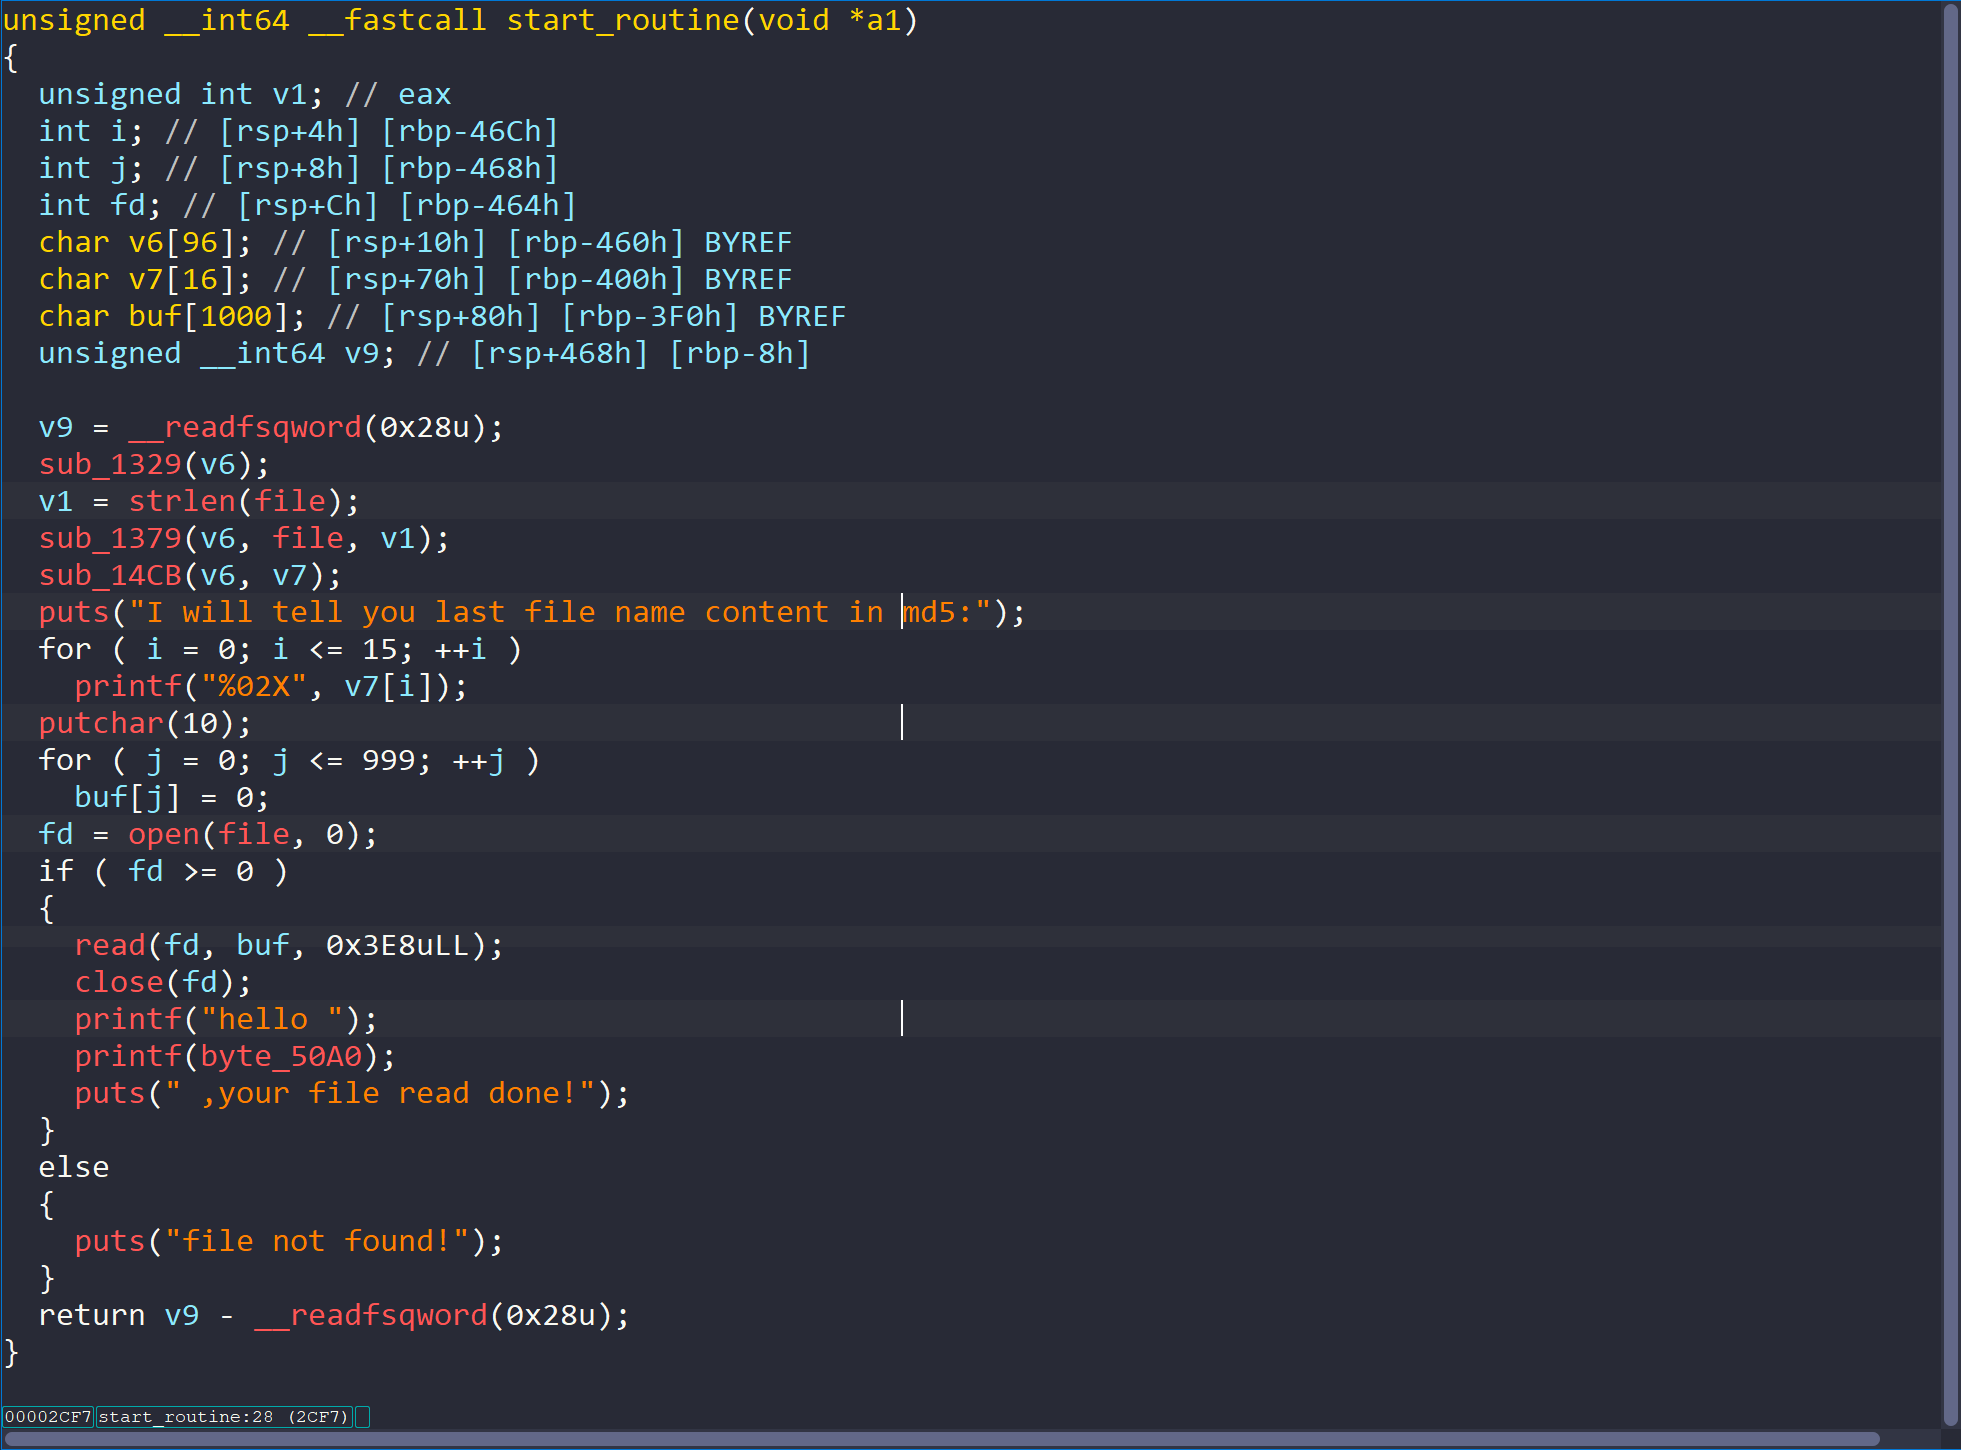 unsigned __int64 __fastcall start_routine(void *a1)
{
  unsigned int v1; // eax
  int i; // [rsp+4h] [rbp-46Ch]
  int j; // [rsp+8h] [rbp-468h]
  int fd; // [rsp+Ch] [rbp-464h]
  char v6[96]; // [rsp+10h] [rbp-460h] BYREF
  char v7[16]; // [rsp+70h] [rbp-400h] BYREF
  char buf[1000]; // [rsp+80h] [rbp-3F0h] BYREF
  unsigned __int64 v9; // [rsp+468h] [rbp-8h]

  v9 = __readfsqword(0x28u);
  sub_1329(v6);
  v1 = strlen(file);
  sub_1379(v6, file, v1);
  sub_14CB(v6, v7);
  puts("I will tell you last file name content in md5:");
  for ( i = 0; i <= 15; ++i )
    printf("%02X", v7[i]);
  putchar(10);
  for ( j = 0; j <= 999; ++j )
    buf[j] = 0;
  fd = open(file, 0);
  if ( fd >= 0 )
  {
    read(fd, buf, 0x3E8uLL);
    close(fd);
    printf("hello ");
    printf(byte_50A0);
    puts(" ,your file read done!");
  }
  else
  {
    puts("file not found!");
  }
  return v9 - __readfsqword(0x28u);
}
00002CF7 start_routine:28 (2CF7)